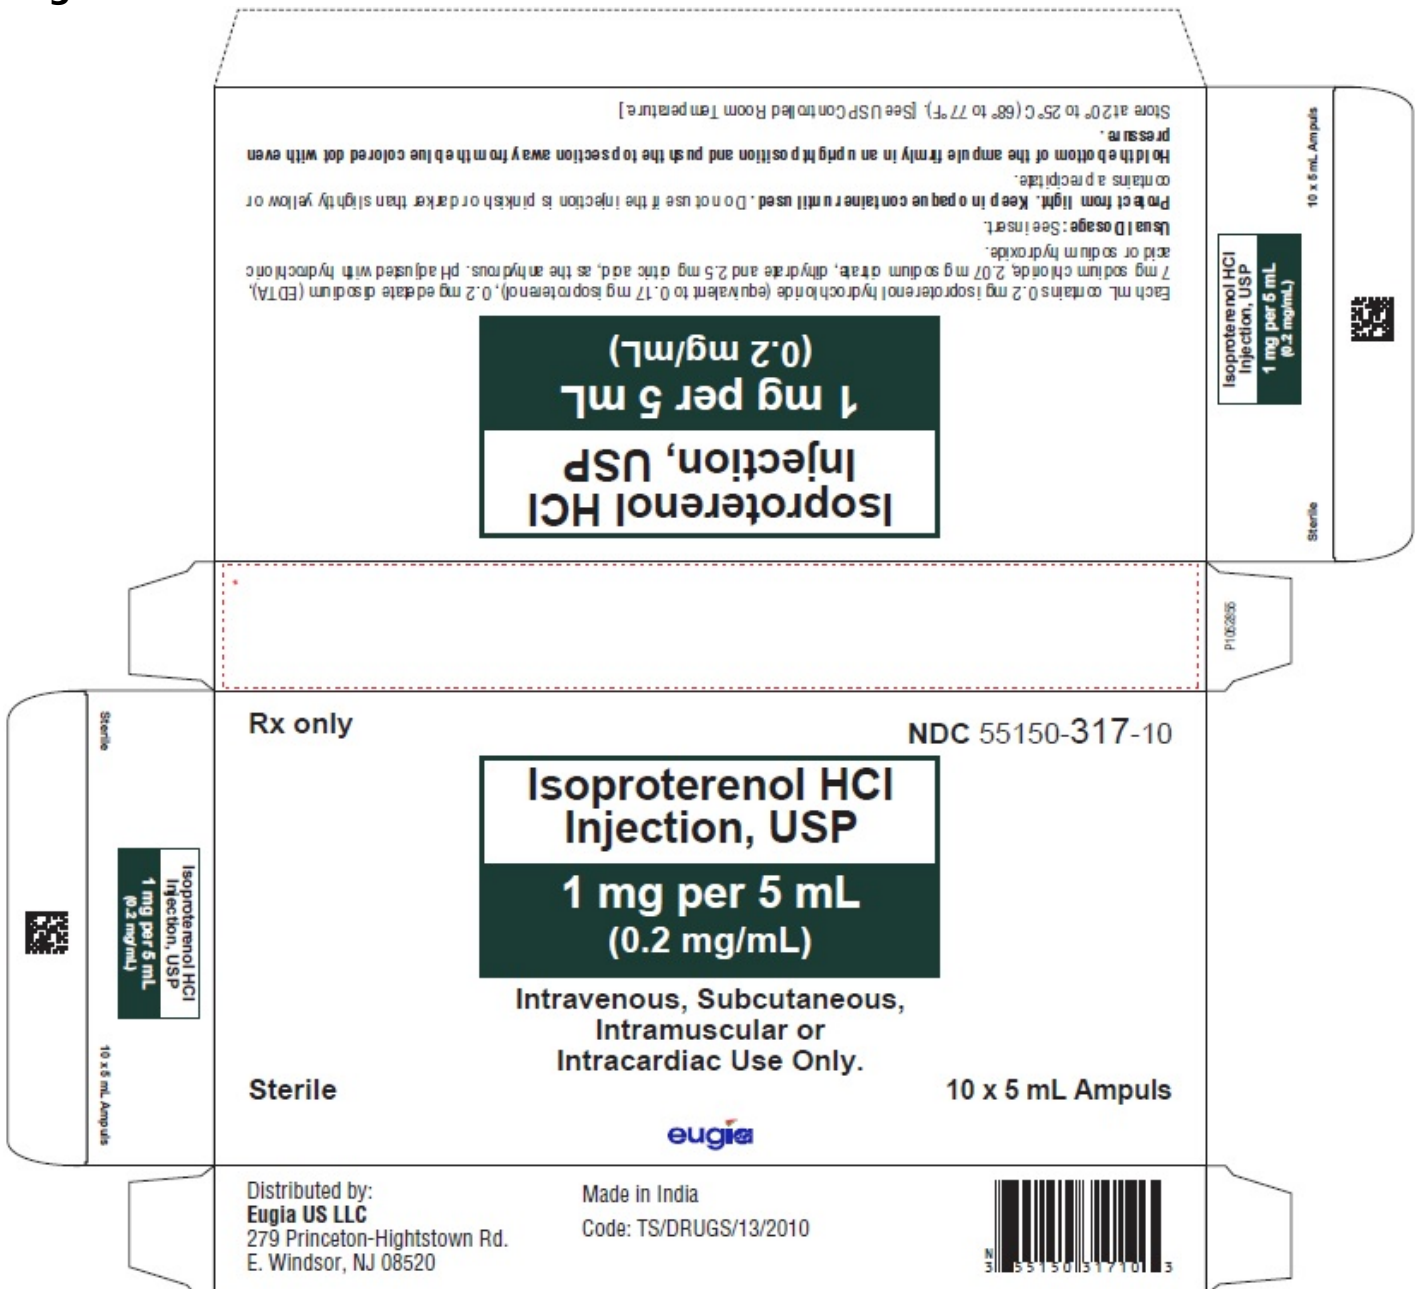 Store at 20° to 25°C (68° to 77°F). [See USP Controlled Room Temperature.]
Hold the bottom of the ampule firmly in an upright position and push the top section away from the blue colored dot with even
pressure.
Protect from light. Keep in opaque container until used. Do not use if the injection is pinkish or darker than slightly yellow or
contains a precipitate.
Usual Dosage: See insert.
Each mL contains 0.2 mg isoproterenol hydrochloride (equivalent to 0.17 mg isoproterenol), 0.2 mg edetate disodium (EDTA),
7 mg sodium chloride, 2.07 mg sodium citrate, dihydrate and 2.5 mg citric acid, as the anhydrous. pH adjusted with hydrochloric
acid or sodium hydroxide.
Isoproterenol HCl
Injection, USP
1 mg per 5 mL
(0.2 mg/mL)
10 x 5 mL Ampuls
Isoproterenol HCl
Injection, USP
1 mg per 5 mL
(0.2 mg/mL)
Sterile
P1052855
Sterile
Isoproterenol HCl
Injection, USP
1 mg per 5 mL
(0.2 mg/mL)
10 x 5 mL Ampuls
Rx only
NDC 55150-317-10
Isoproterenol HCl
Injection, USP
1 mg per 5 mL
(0.2 mg/mL)
Intravenous, Subcutaneous,
Intramuscular or
Intracardiac Use Only.
Sterile
10 x 5 mL Ampuls
eugia
Distributed by:
Eugia US LLC
279 Princeton-Hightstown Rd.
E. Windsor, NJ 08520
Made in India
Code: TS/DRUGS/13/2010
N
3 55150 31710 3